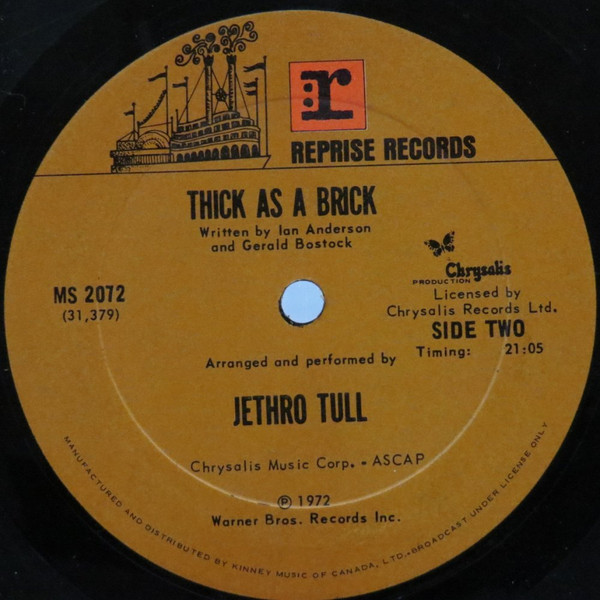 r
REPRISE RECORDS
THICK AS A BRICK
Written by Ian Anderson
and Gerald Bostock
MS 2072
(31,379)
Chrysalis
PRODUCTION
Licensed by
Chrysalis Records Ltd.
SIDE TWO
Timing: 21:05
Arranged and performed by
JETHRO TULL
Chrysalis Music Corp. • ASCAP
℗ 1972
Warner Bros. Records Inc.
MANUFACTURED AND DISTRIBUTED BY KINNEY MUSIC OF CANADA, LTD.•BROADCAST UNDER LICENSE ONLY